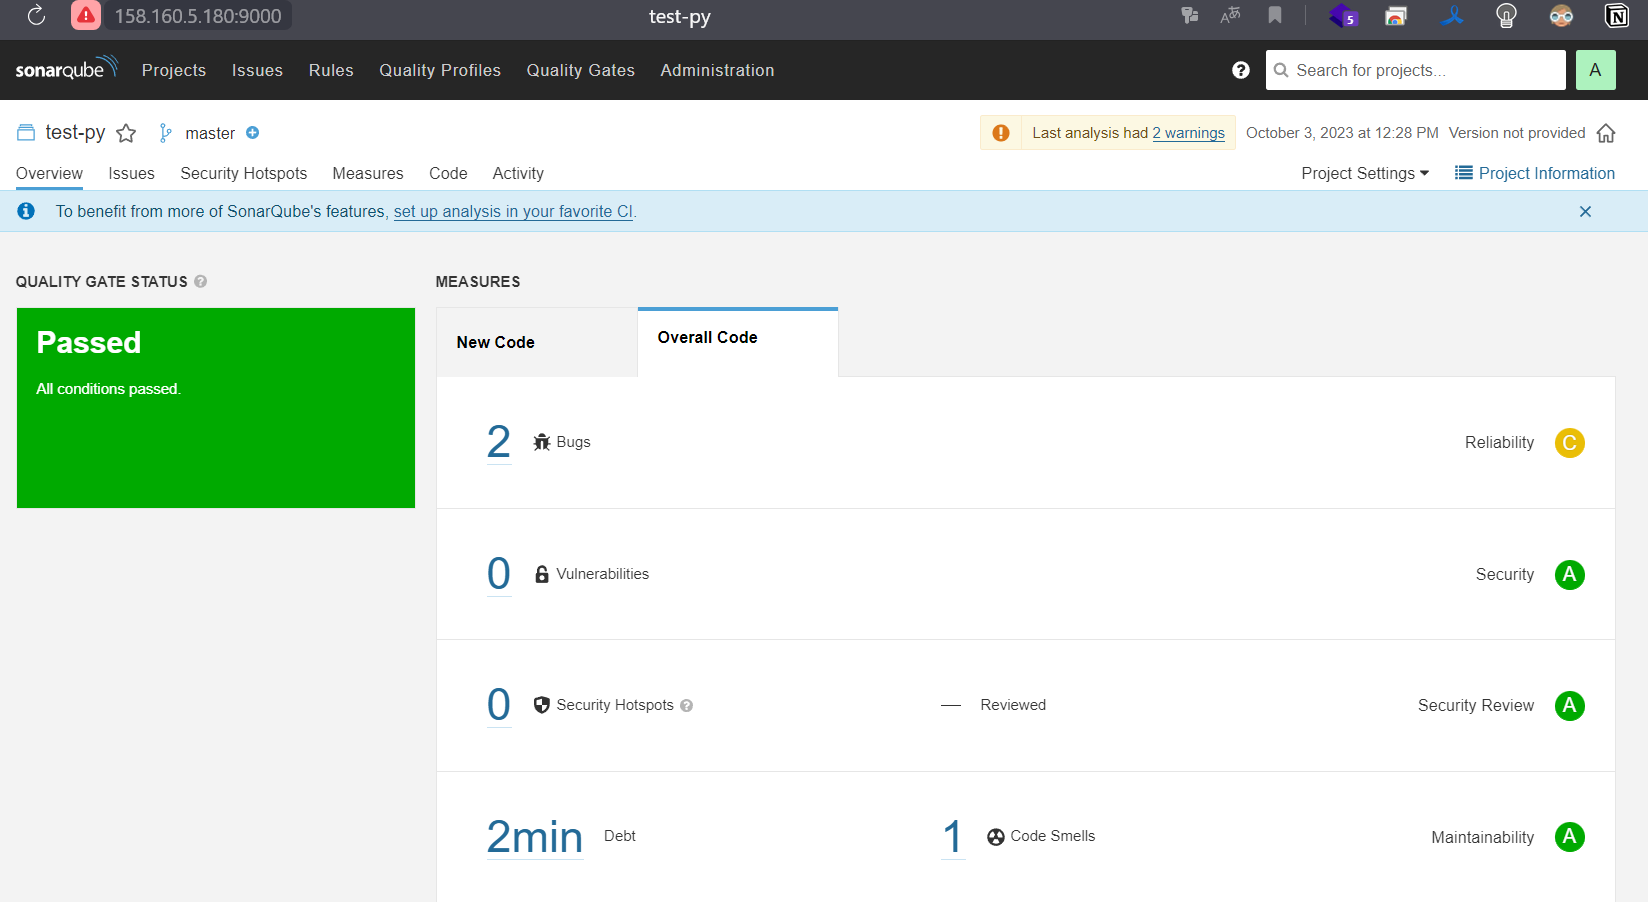 158.160.5.180:9000
test-py
5
sonarqube
Projects
Issues
Rules
Quality Profiles
Quality Gates
Administration
Search for projects...
A
test-py
master
Last analysis had 2 warnings
October 3, 2023 at 12:28 PM
Version not provided
Overview
Issues
Security Hotspots
Measures
Code
Activity
Project Settings
Project Information
To benefit from more of SonarQube's features, set up analysis in your favorite CI.
QUALITY GATE STATUS
Passed
All conditions passed.
MEASURES
New Code
Overall Code
2 Bugs
Reliability C
0 Vulnerabilities
Security A
0 Security Hotspots
— Reviewed
Security Review A
2min Debt
1 Code Smells
Maintainability A